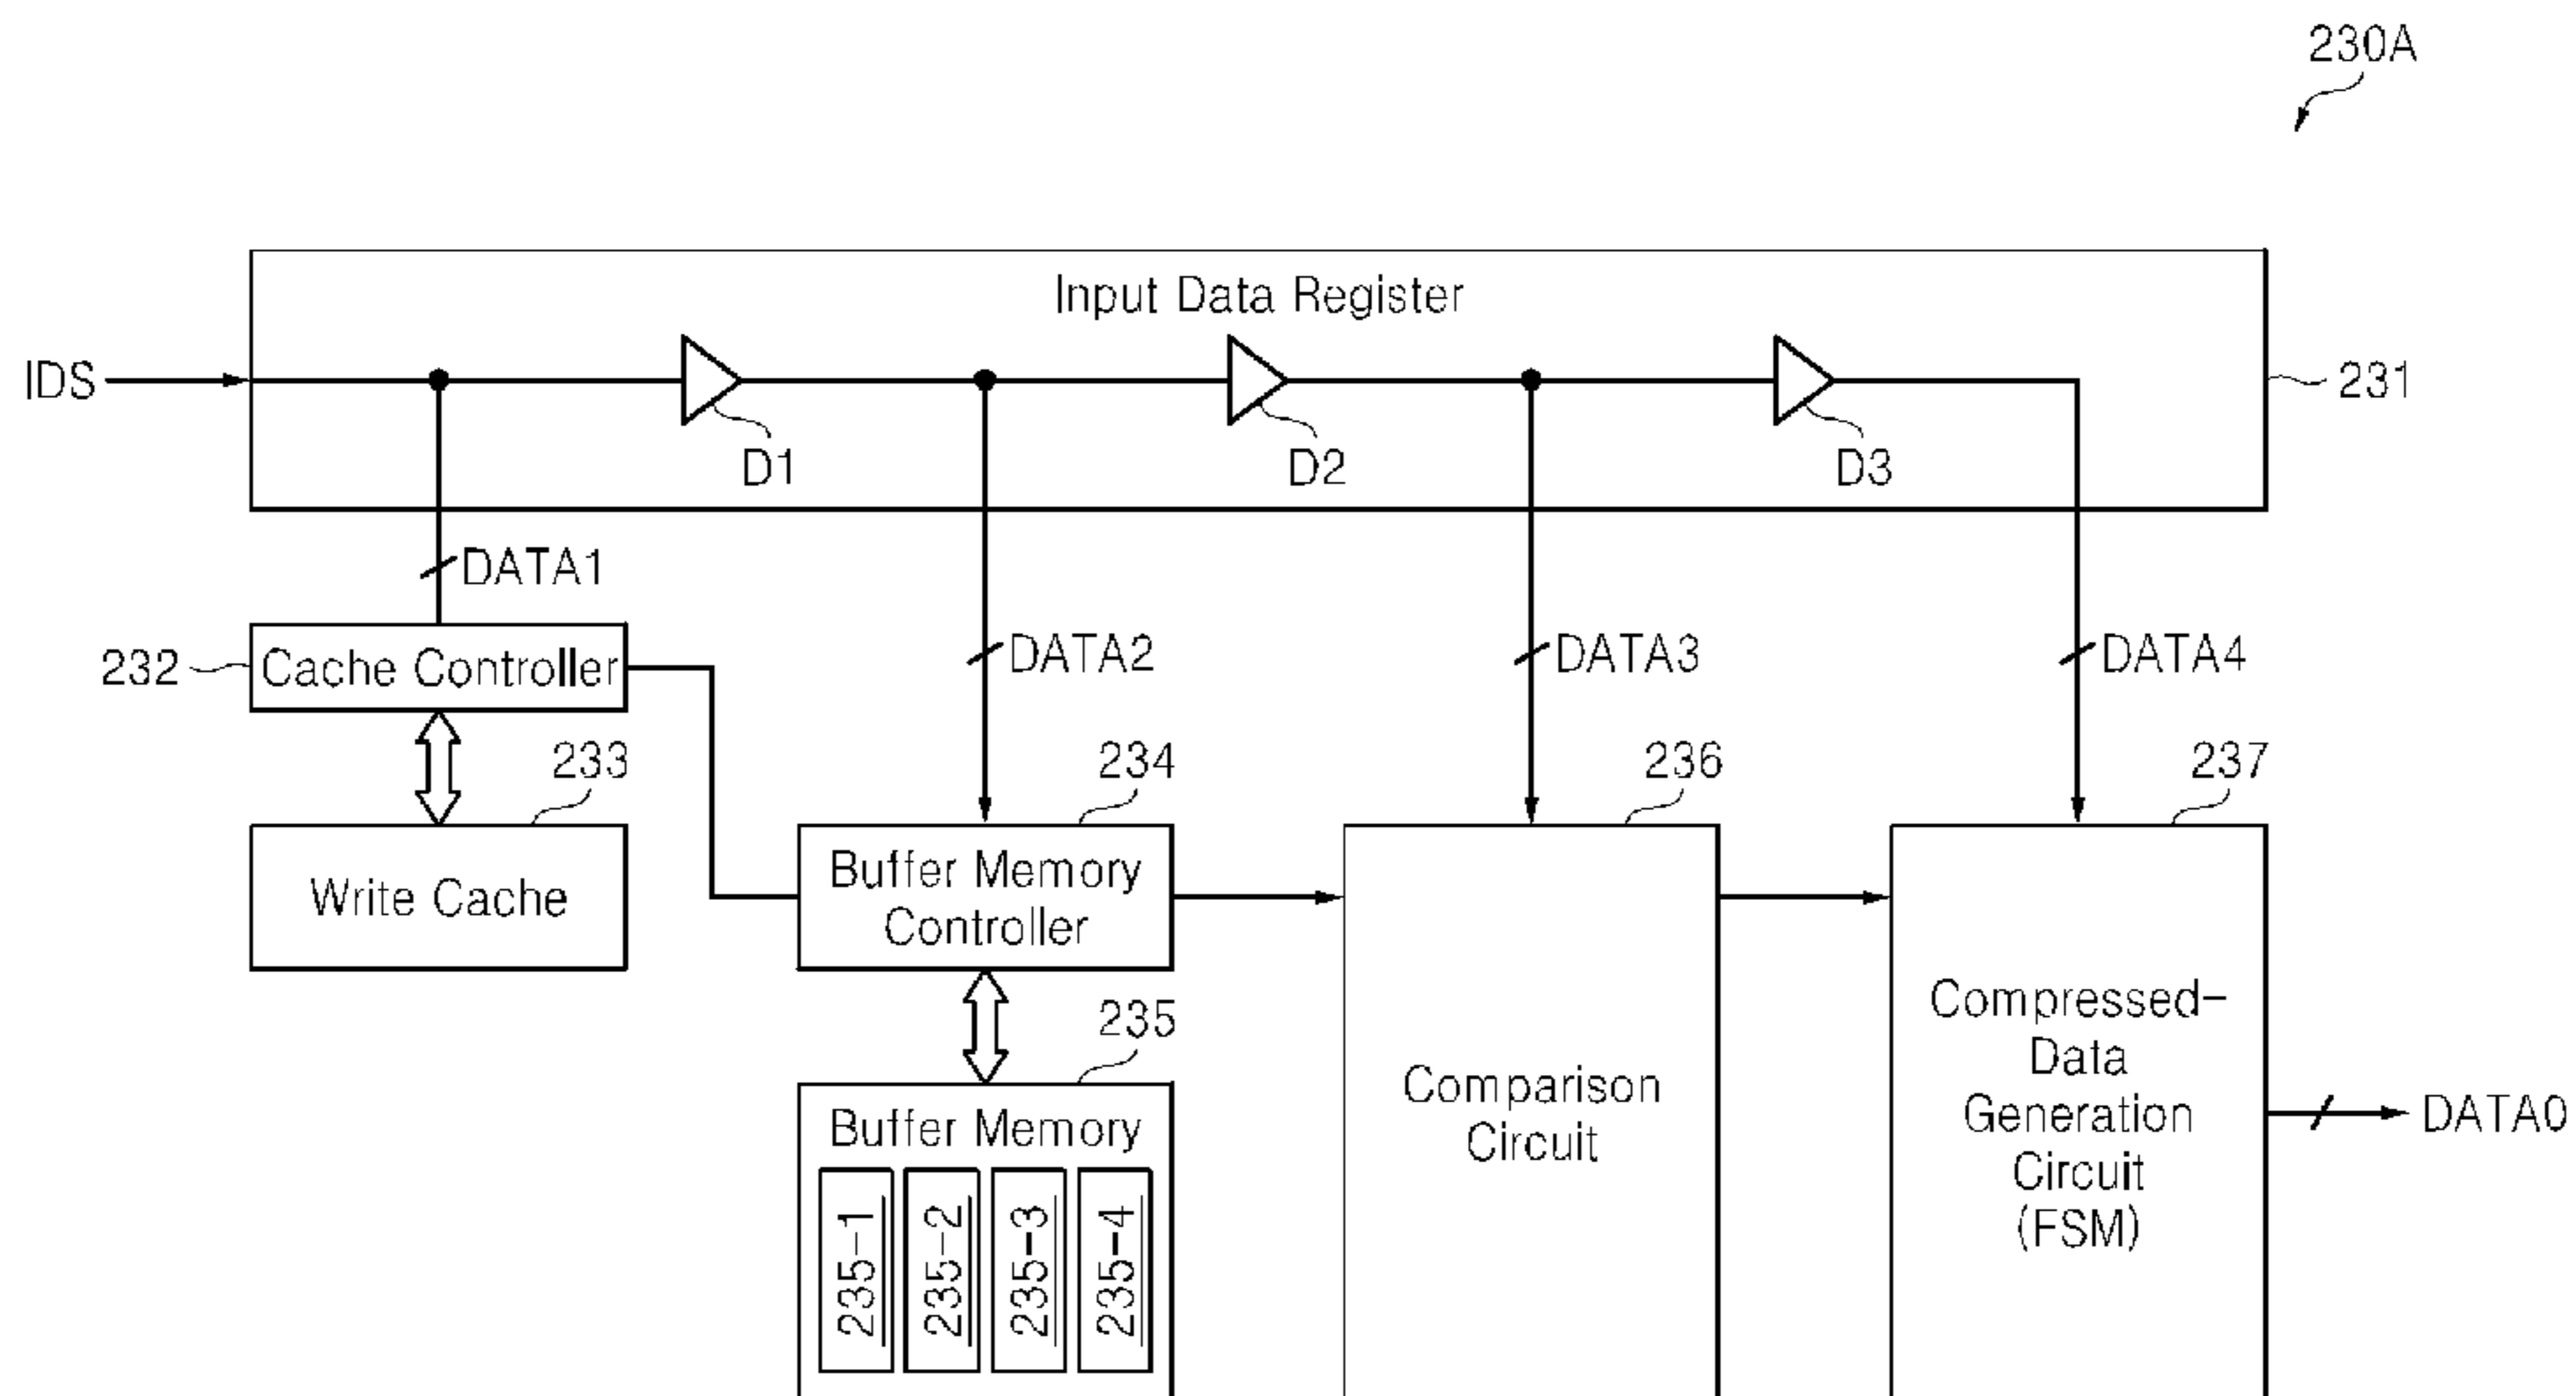 230A
Input Data Register
IDS
231
D1
D2
D3
DATA1
232
Cache Controller
DATA2
DATA3
DATA4
233
234
236
237
Write Cache
Buffer Memory
Controller
235
Buffer Memory
235-1
235-2
235-3
235-4
Comparison
Circuit
Compressed-
Data
Generation
Circuit
(FSM)
DATA0